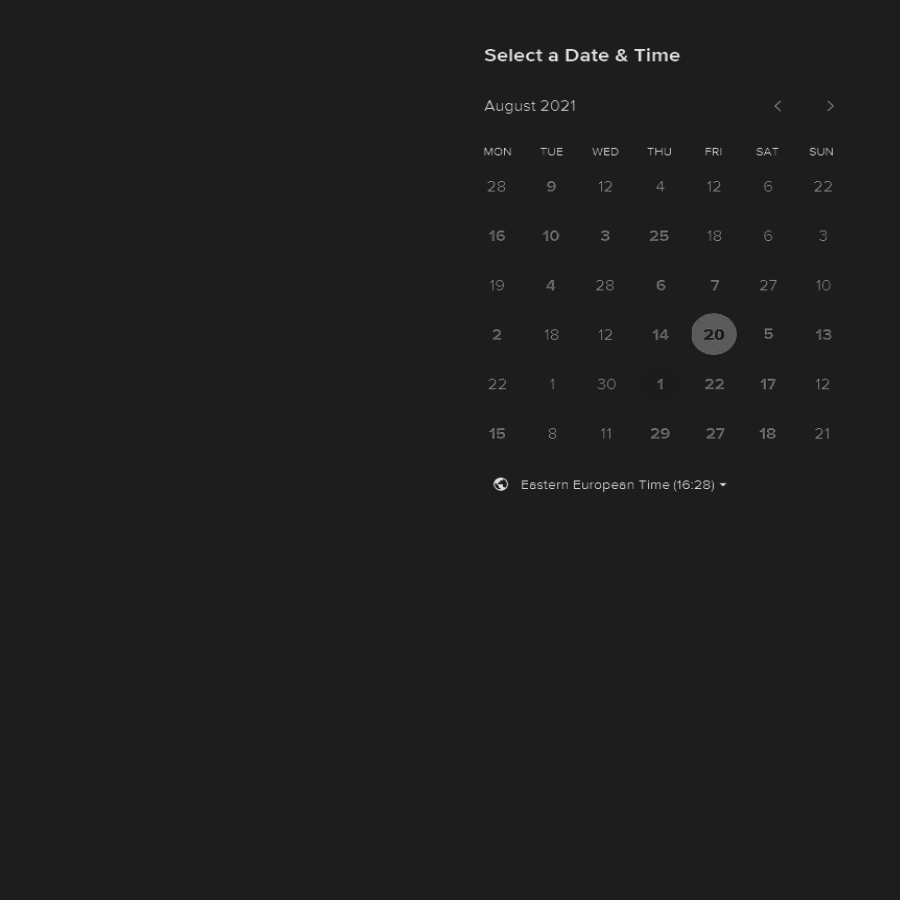 Select a Date & Time
August 2021
MON TUE WED THU FRI SAT SUN
28 9 12 4 12 6 22
16 10 3 25 18 6 3
19 4 28 6 7 27 10
2 18 12 14 20 5 13
22 1 30 1 22 17 12
15 8 11 29 27 18 21
Eastern European Time (16:28)